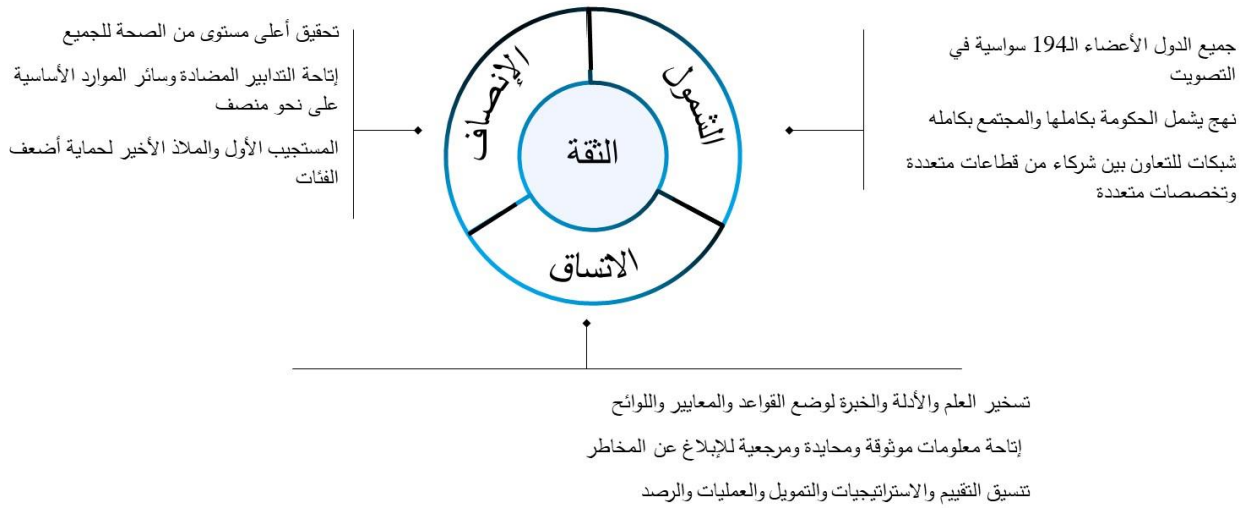 الثقة
الشمول
جميع الدول الأعضاء الـ194 سواسية في
التصويت
نهج يشمل الحكومة بكاملها والمجتمع بكامله
شبكات للتعاون بين شركاء من قطاعات متعددة
وتخصصات متعددة
الإنصاف
تحقيق أعلى مستوى من الصحة للجميع
إتاحة التدابير المضادة وسائر الموارد الأساسية
على نحو منصف
المستجيب الأول والملاذ الأخير لحماية أضعف
الفئات
الاتساق
تسخير العلم والأدلة والخبرة لوضع القواعد والمعايير واللوائح
إتاحة معلومات موثوقة ومحايدة ومرجعية للإبلاغ عن المخاطر
تنسيق التقييم والاستراتيجيات والتمويل والعمليات والرصد